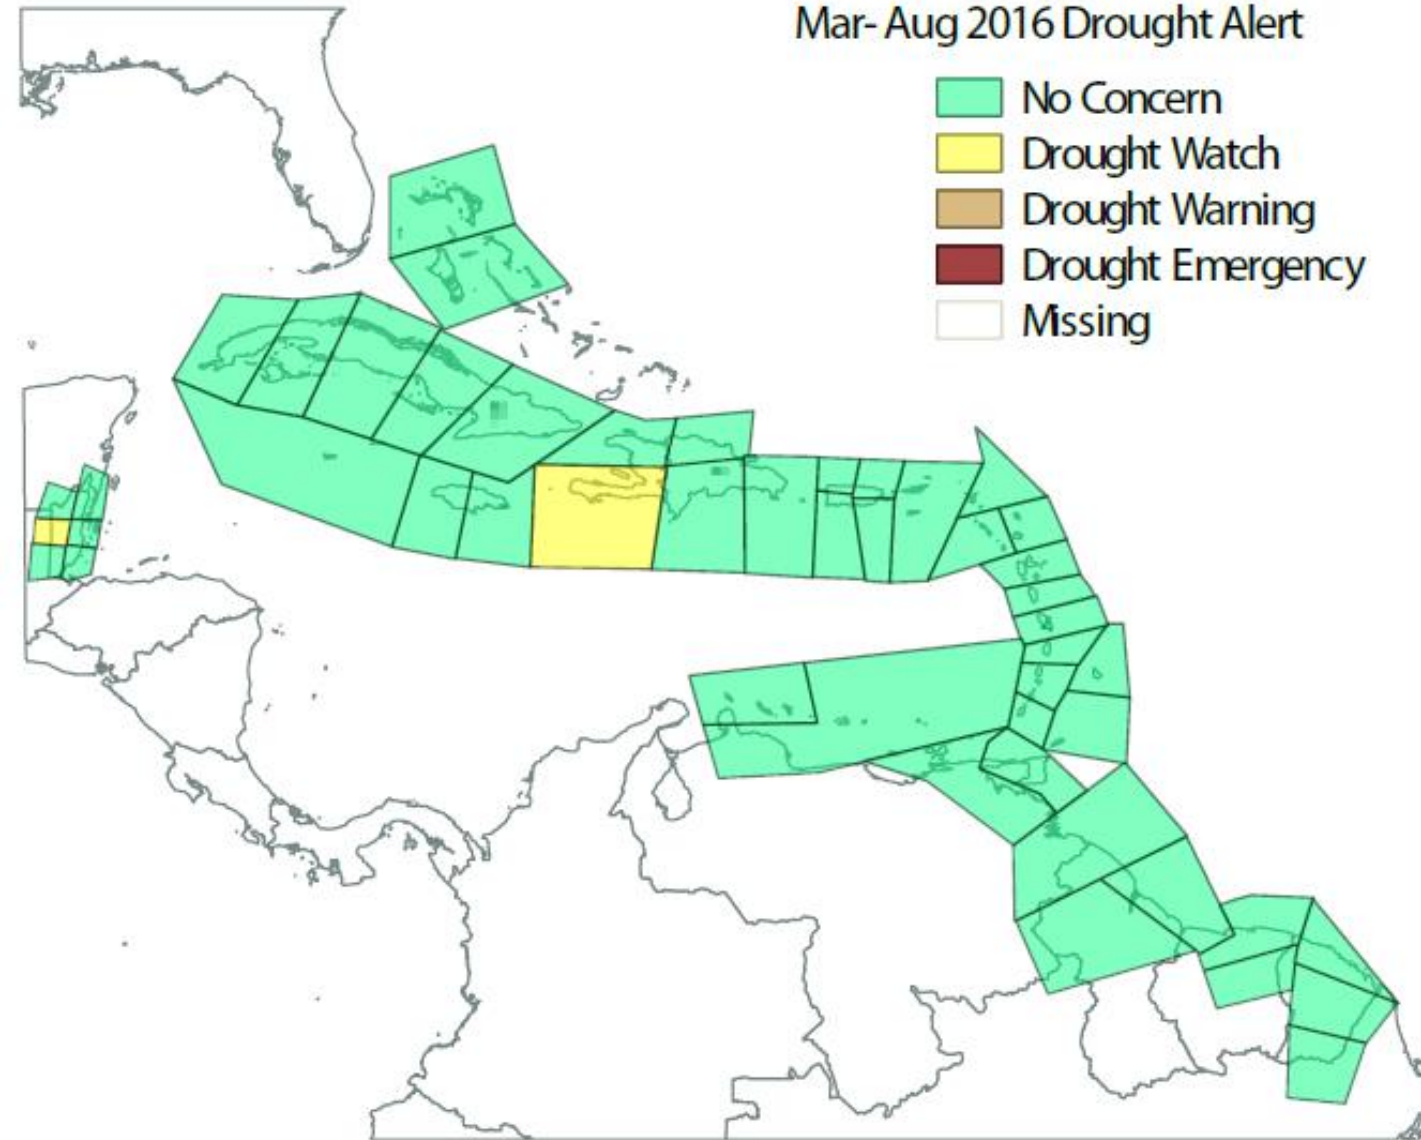 Mar- Aug 2016 Drought Alert
No Concern
Drought Watch
Drought Warning
Drought Emergency
Missing